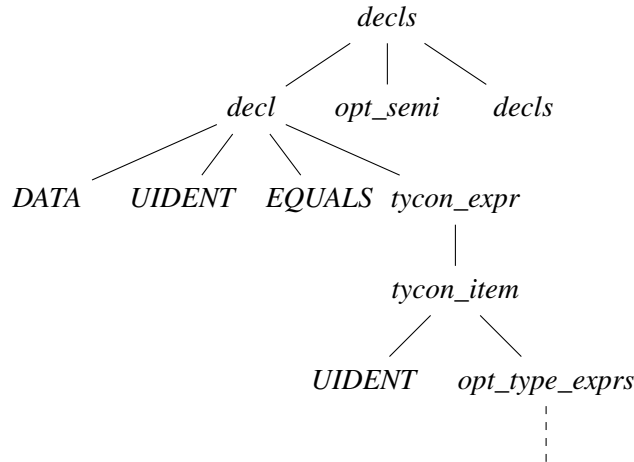 decls
decl opt_semi decls
DATA UIDENT EQUALS tycon_expr
tycon_item
UIDENT opt_type_exprs